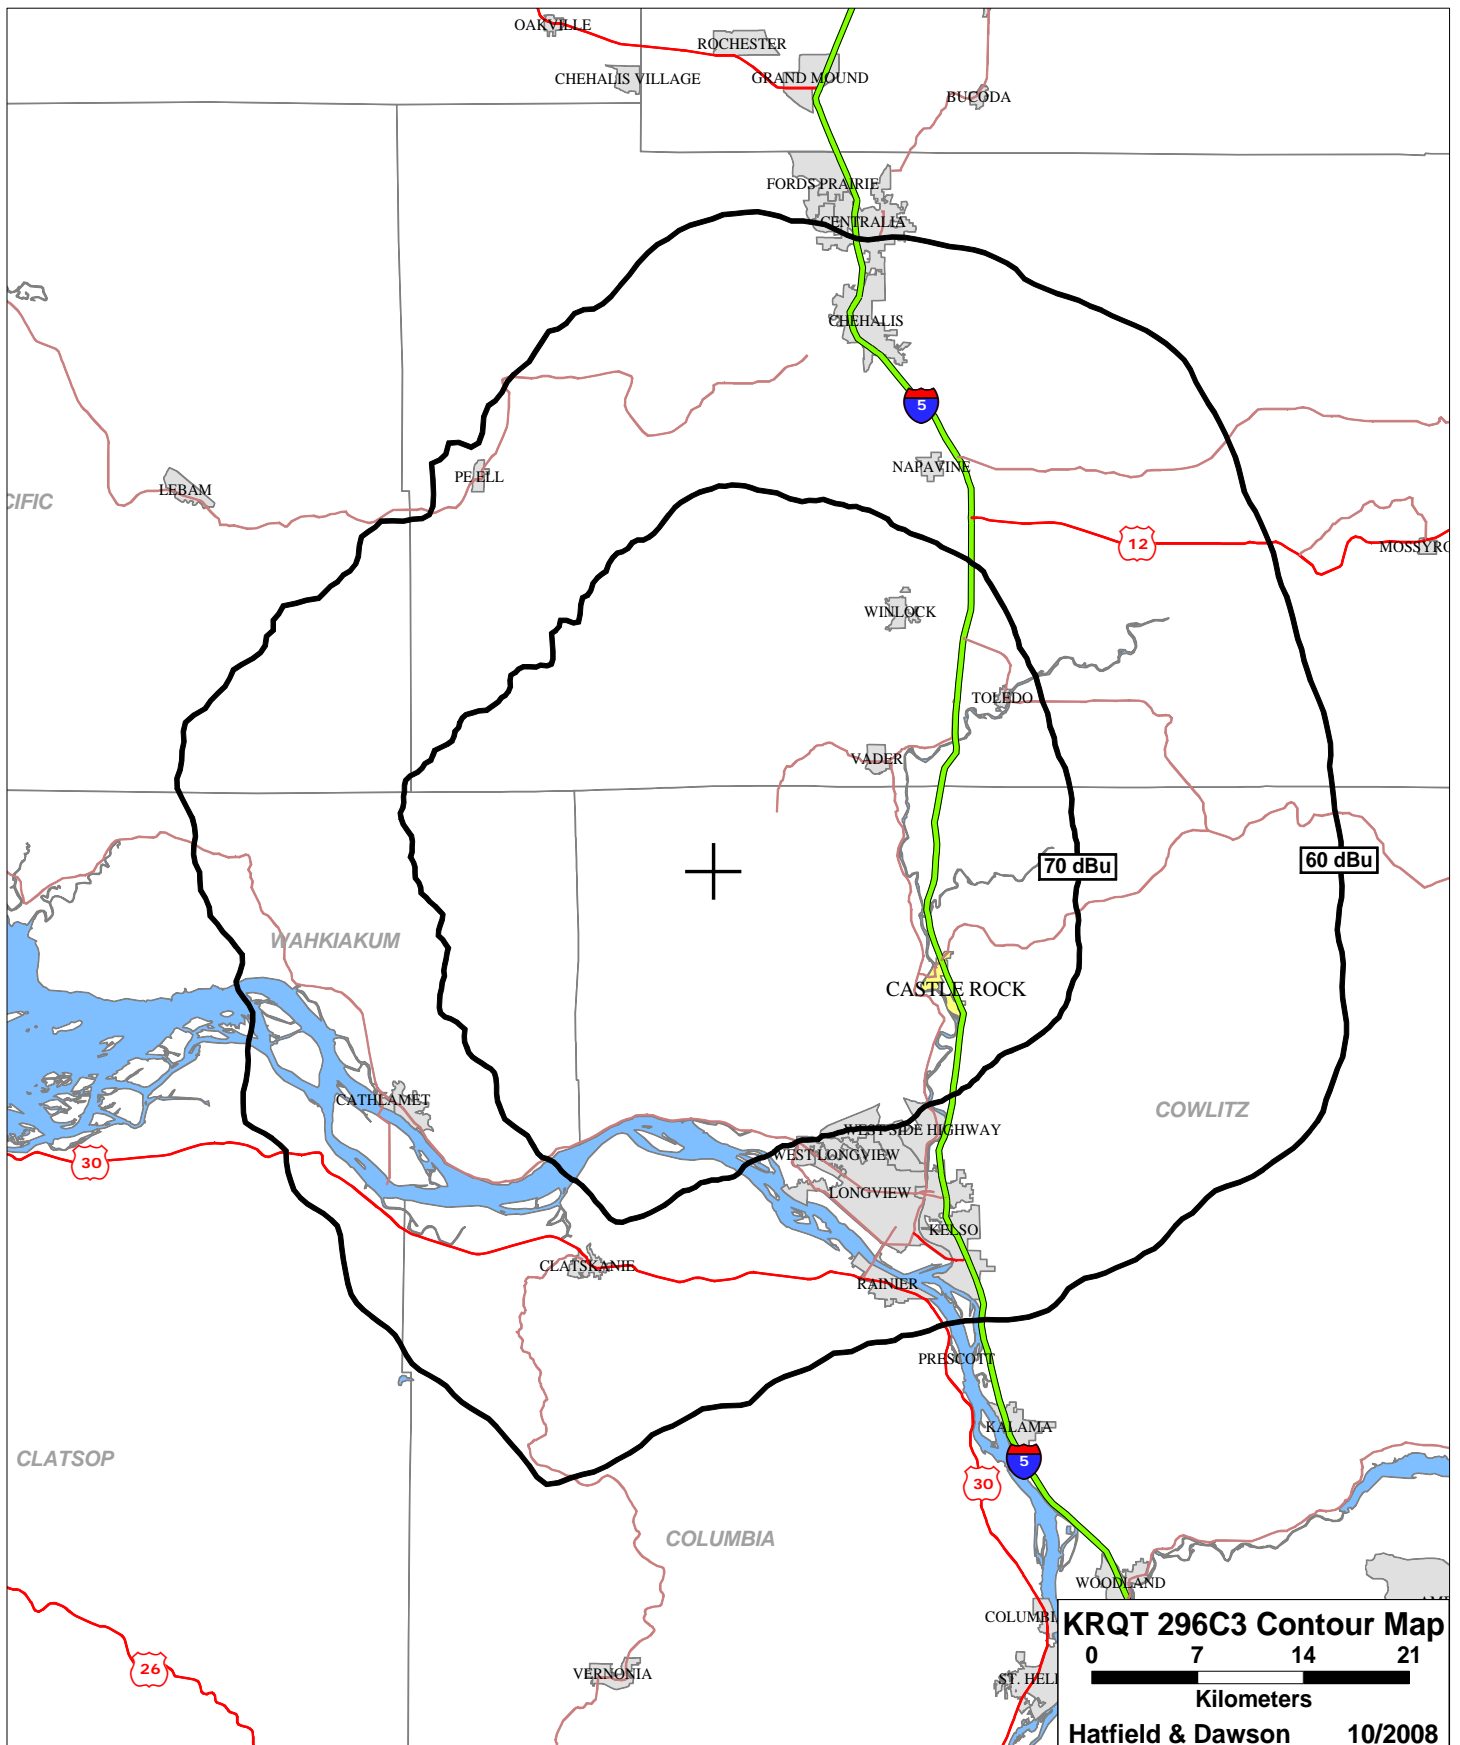 OAKVILLE
ROCHESTER
CHEHALIS VILLAGE
GRAND MOUND
BUCODA
FORDS PRAIRIE
CENTRALIA
CHEHALIS
5
NAPAVINE
PE ELL
LEBAM
CIFIC
12
MOSSYRO
WINLOCK
TOLEDO
VADER
70 dBu
60 dBu
WAHKIAKUM
CASTLE ROCK
CATHLAMET
COWLITZ
WEST SIDE HIGHWAY
WEST LONGVIEW
30
LONGVIEW
KELSO
CLATSKANIE
RAINIER
PRESCOTT
KALAMA
CLATSOP
5
30
COLUMBIA
WOODLAND
COLUMBI
26
VERNONIA
ST. HEL
KRQT 296C3 Contour Map
0 7 14 21
Kilometers
Hatfield & Dawson 10/2008